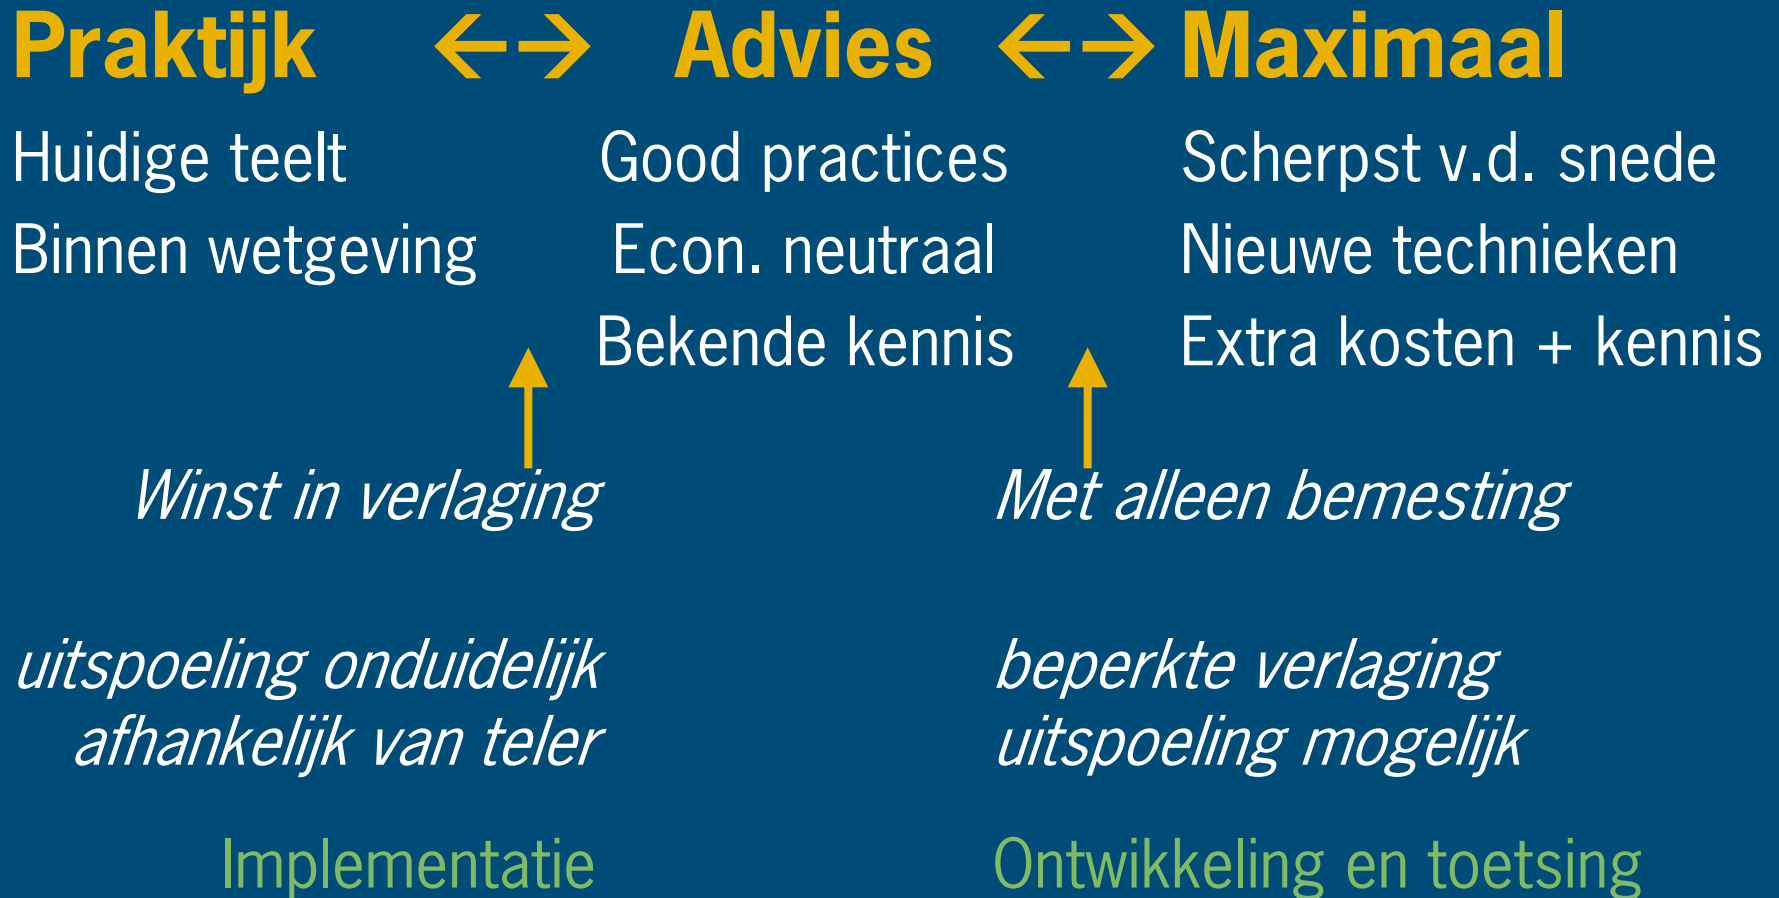 Praktijk ←→ Advies ←→ Maximaal
Huidige teelt Good practices Scherpst v.d. snede
Binnen wetgeving Econ. neutraal Nieuwe technieken
Bekende kennis Extra kosten + kennis
Winst in verlaging Met alleen bemesting
uitspoeling onduidelijk beperkte verlaging
afhankelijk van teler uitspoeling mogelijk
Implementatie Ontwikkeling en toetsing